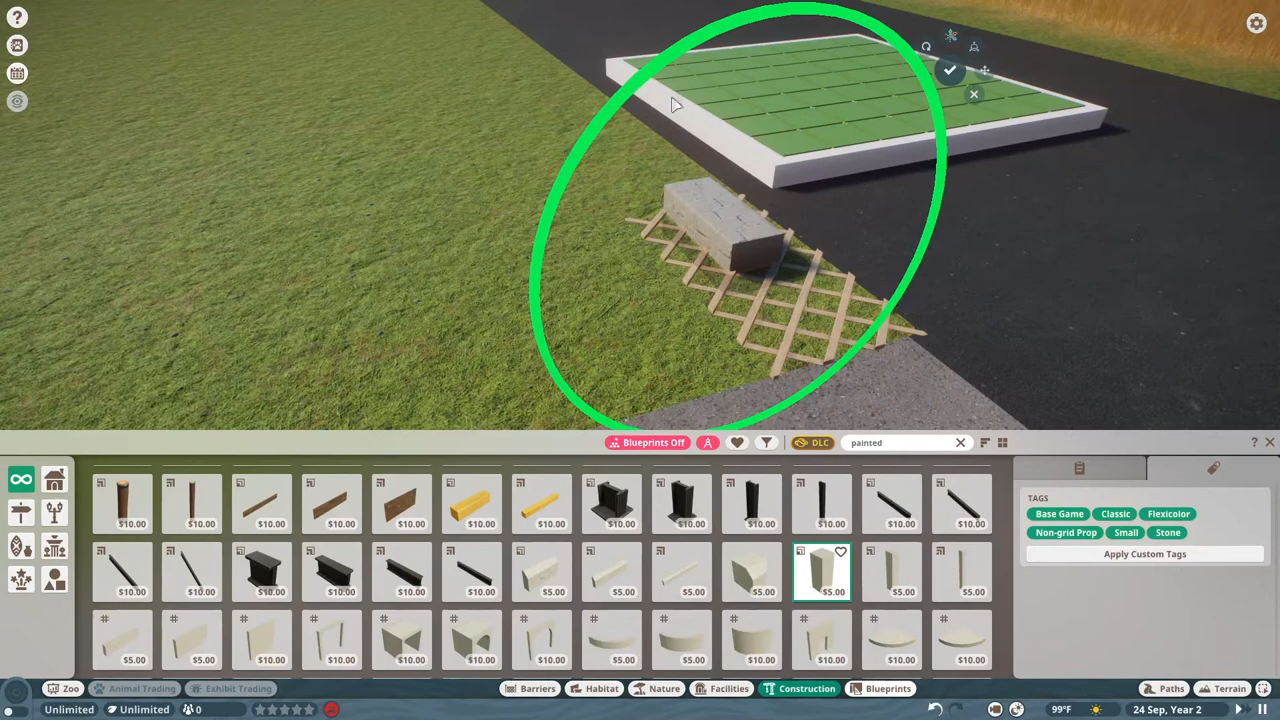 ?
Blueprints Off
DLC
painted
?
$10.00 $10.00 $10.00 $10.00 $10.00 $10.00 $10.00 $10.00 $10.00 $10.00 $10.00 $10.00 $10.00
$10.00 $10.00 $10.00 $10.00 $10.00 $10.00 $5.00 $5.00 $5.00 $5.00 $5.00 $5.00 $5.00
$5.00 $5.00 $10.00 $10.00 $10.00 $10.00 $10.00 $5.00 $5.00 $10.00 $10.00 $10.00 $10.00
TAGS
Base Game Classic Flexicolor
Non-grid Prop Small Stone
Apply Custom Tags
Zoo Animal Trading Exhibit Trading Barriers Habitat Nature Facilities Construction Blueprints Paths Terrain
Unlimited Unlimited 0 99°F 24 Sep, Year 2